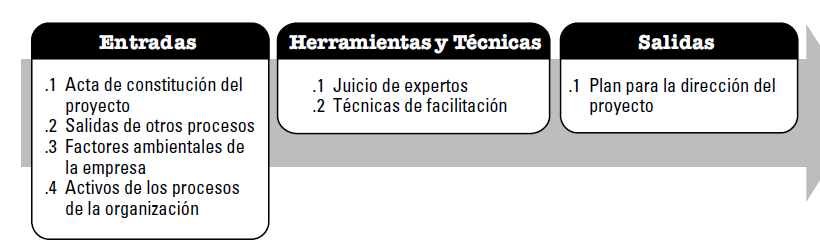 Entradas
.1 Acta de constitución del
proyecto
.2 Salidas de otros procesos
.3 Factores ambientales de
la empresa
.4 Activos de los procesos
de la organización
Herramientas y Técnicas
.1 Juicio de expertos
.2 Técnicas de facilitación
Salidas
.1 Plan para la dirección del
proyecto